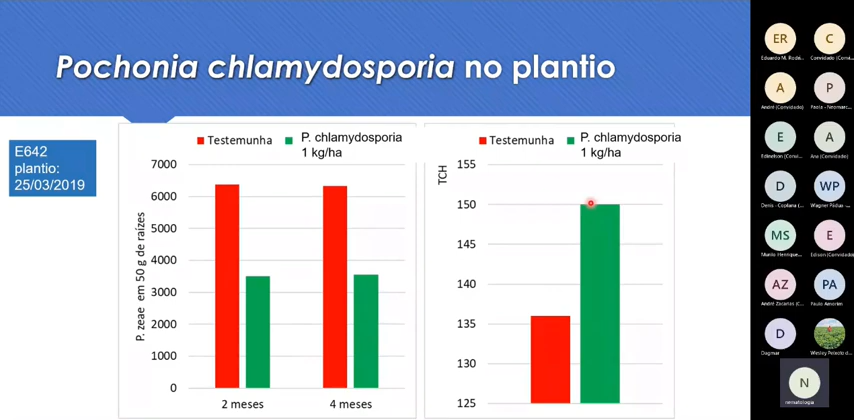 Pochonia chlamydosporia no plantio
E642
plantio:
25/03/2019
Testemunha
P. chlamydosporia
1 kg/ha
7000
6000
5000
4000
3000
2000
1000
0
P. zeae em 50 g de raízes
2 meses
4 meses
Testemunha
P. chlamydosporia
1 kg/ha
TCH
155
150
145
140
135
130
125
ER
Eduardo M. Rodri...
C
Convidado (Convi...
A
André (Convidado)
P
Paola - Neomarc...
E
Edinelson (Convi...
A
Ana (Convidado)
D
Denis - Coplana (...
WP
Wagner Pádua -...
MS
Murilo Henrique...
E
Edison (Convidado)
AZ
André Zacarias (C...
PA
Paulo Amorim
D
Dagmar
Wesley Peixoto d...
N
nematologia